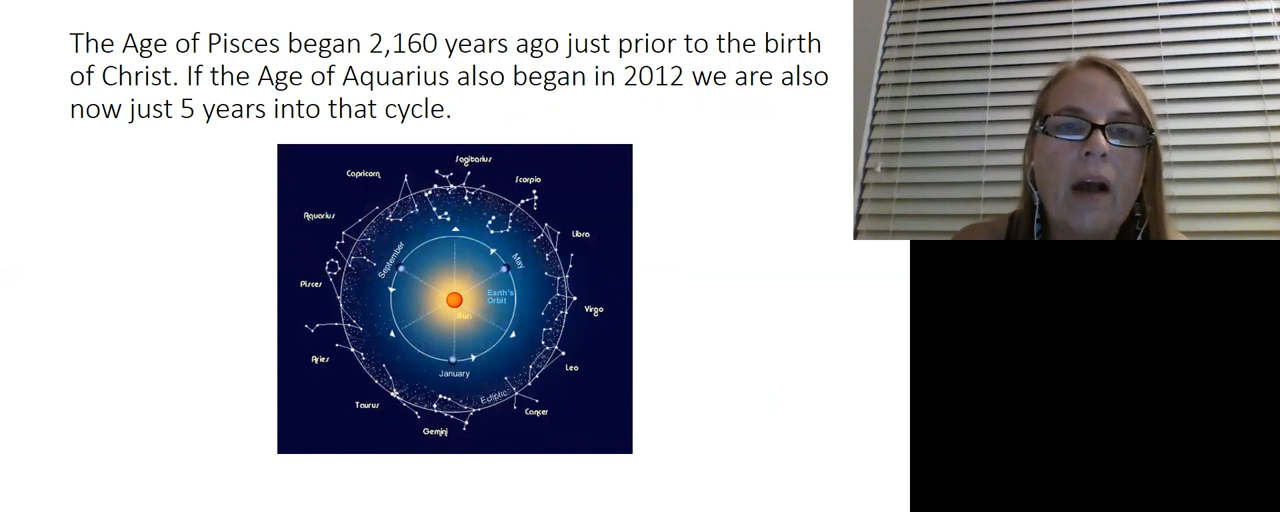 The Age of Pisces began 2,160 years ago just prior to the birth
of Christ. If the Age of Aquarius also began in 2012 we are also
now just 5 years into that cycle.
Sagitarius
Capricorn
Scorpio
Aquarius
Libra
September
May
Pisces
Earth's
Orbit
Sun
Virgo
Aries
Leo
January
Ecliptic
Taurus
Cancer
Gemini